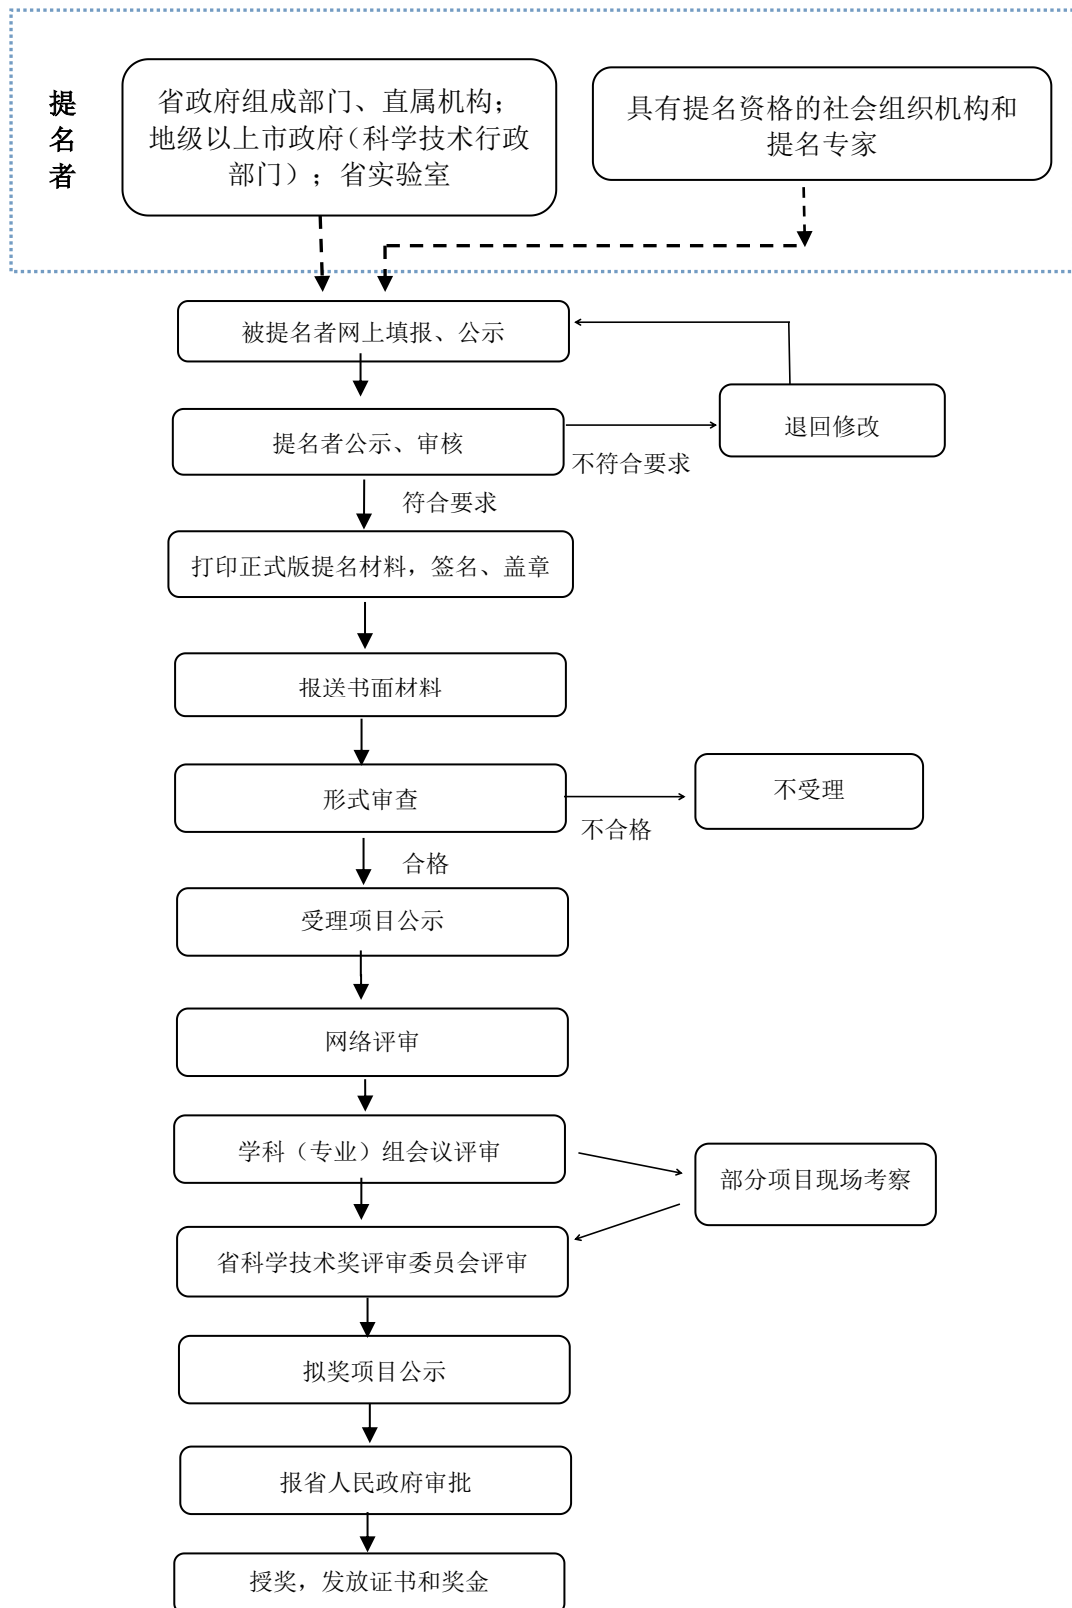 提
名
者
省政府组成部门、直属机构；
地级以上市政府（科学技术行政
部门）；省实验室
具有提名资格的社会组织机构和
提名专家
被提名者网上填报、公示
退回修改
提名者公示、审核
不符合要求
符合要求
打印正式版提名材料，签名、盖章
报送书面材料
形式审查
不受理
不合格
合格
受理项目公示
网络评审
学科（专业）组会议评审
部分项目现场考察
省科学技术奖评审委员会评审
拟奖项目公示
报省人民政府审批
授奖，发放证书和奖金